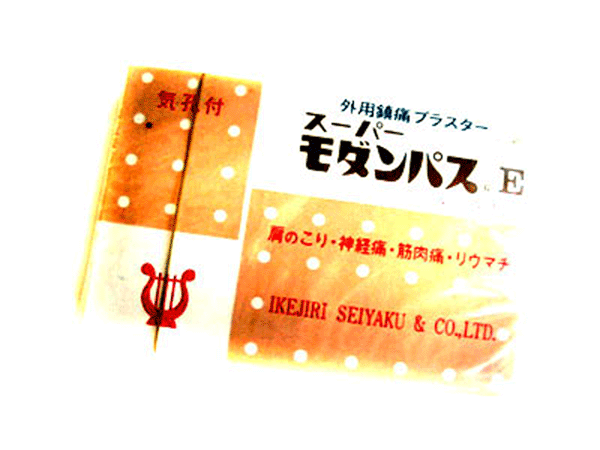 気孔付
外用鎮痛プラスター
スーパー
モダンパス E
肩のこり・神経痛・筋肉痛・リウマチ
IKEJIRI SEIYAKU & CO.,LTD.